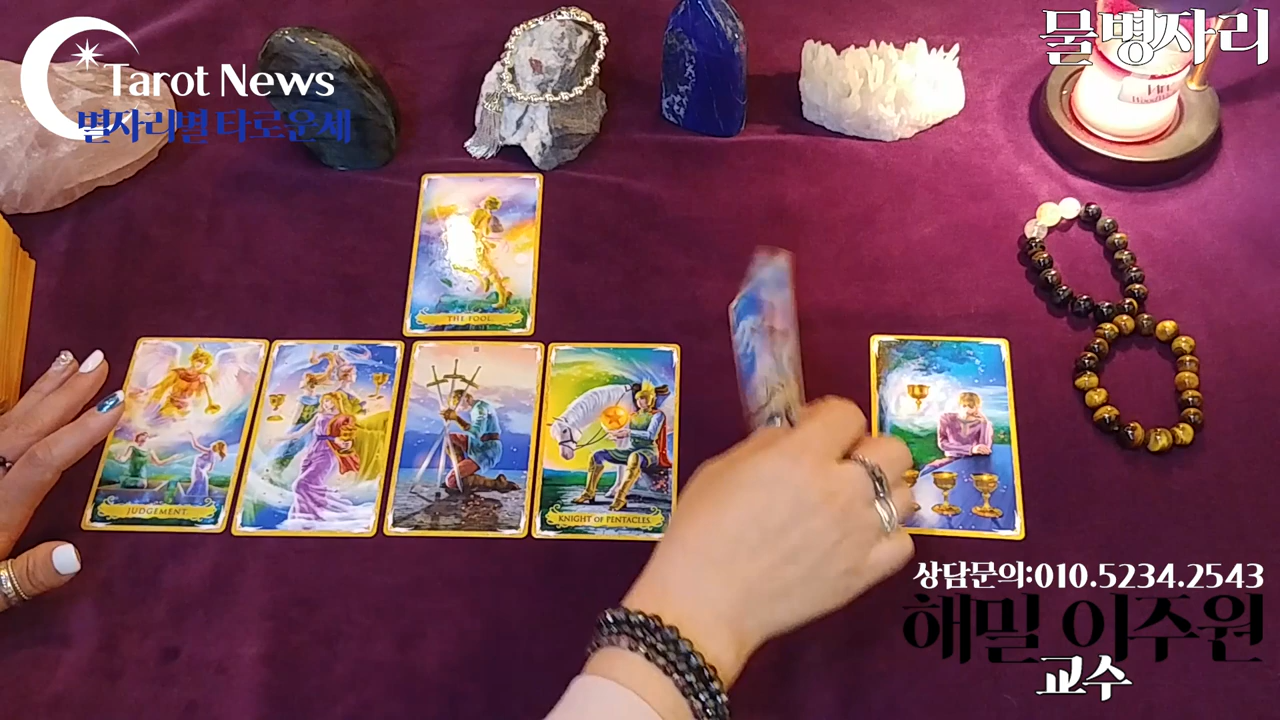 Tarot News
별자리별 타로운세
물병자리
THE FOOL.
JUDGEMENT.
KNIGHT OF PENTACLES.
상담문의:010.5234.2543
해밀 이주원
교수